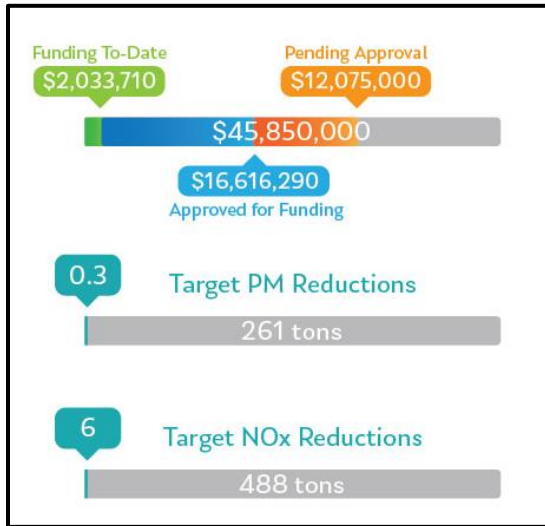 Funding To-Date
Pending Approval
$2,033,710
$12,075,000
$45,850,000
$16,616,290
Approved for Funding
0.3
Target PM Reductions
261 tons
6
Target NOx Reductions
488 tons